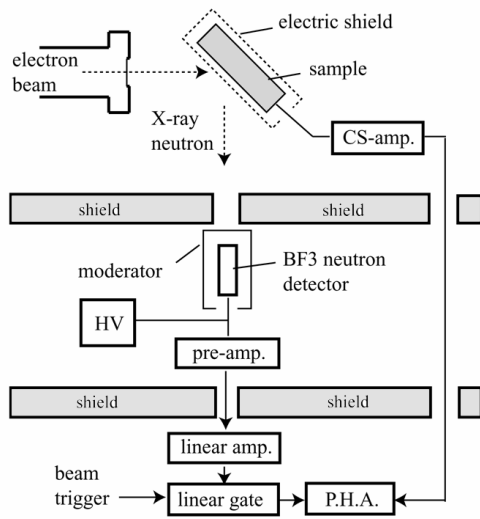 electric shield
electron
beam
sample
X-ray
neutron
CS-amp.
shield
shield
moderator
BF3 neutron
detector
HV
pre-amp.
shield
shield
linear amp.
beam
trigger
linear gate
P.H.A.